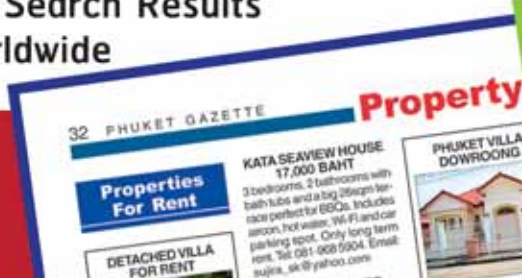 Search Results
rldwide
32 PHUKET GAZETTE
Property
Properties
For Rent
DETACHED VILLA
FOR RENT
KATA SEAVIEW HOUSE
17,000 BAHT
3 bedrooms, 2 bathrooms with
bath tubs and a big 26sqm ter-
race perfect for BBQs. Includes
aircon, hot water, Wi-Fi and car
parking spot. Only long term
rent. Tel: 081-968 5904. Email:
sujira_sk@yahoo.com
PHUKET VILLA
DOWROONG